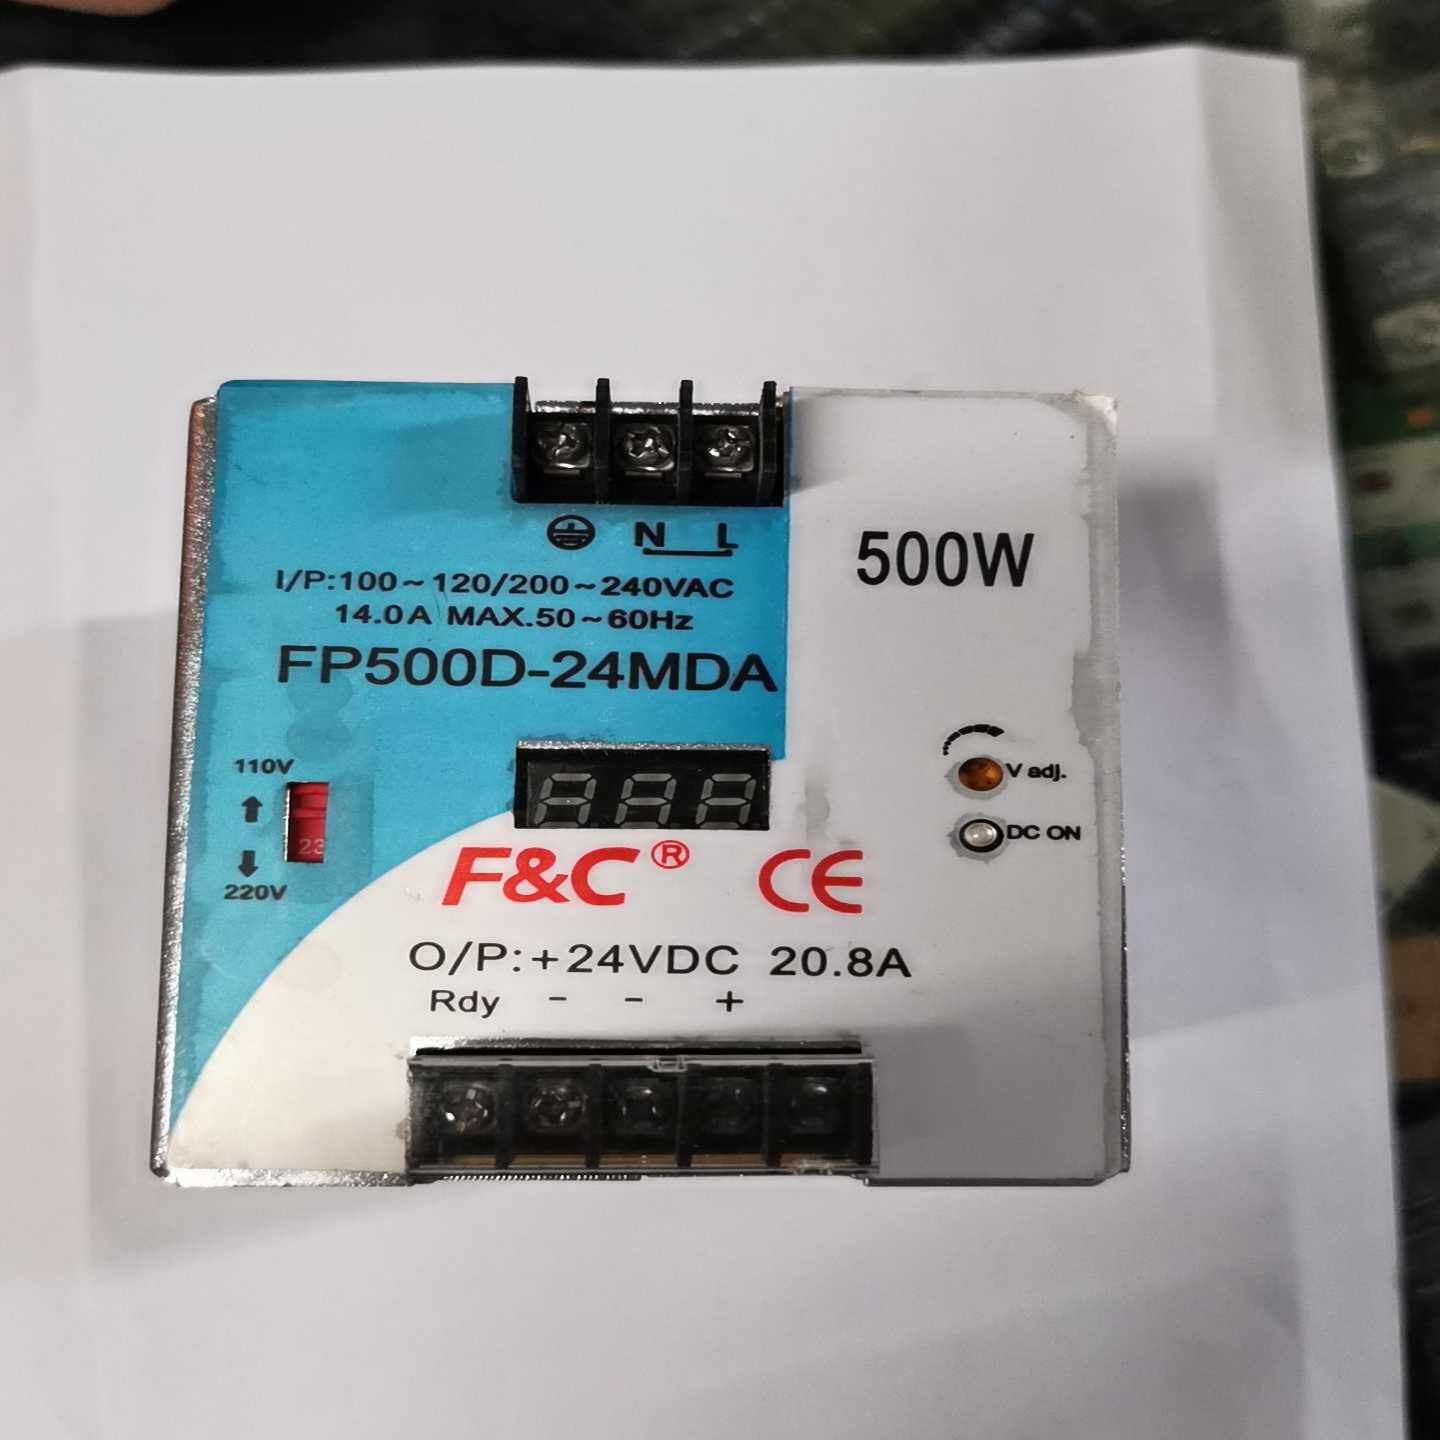 N L
500W
I/P:100~120/200~240VAC
14.0A MAX.50~60Hz
FP500D-24MDA
110V
V adj.
23
DC ON
220V
F&C® CE
O/P:+24VDC 20.8A
Rdy - - +